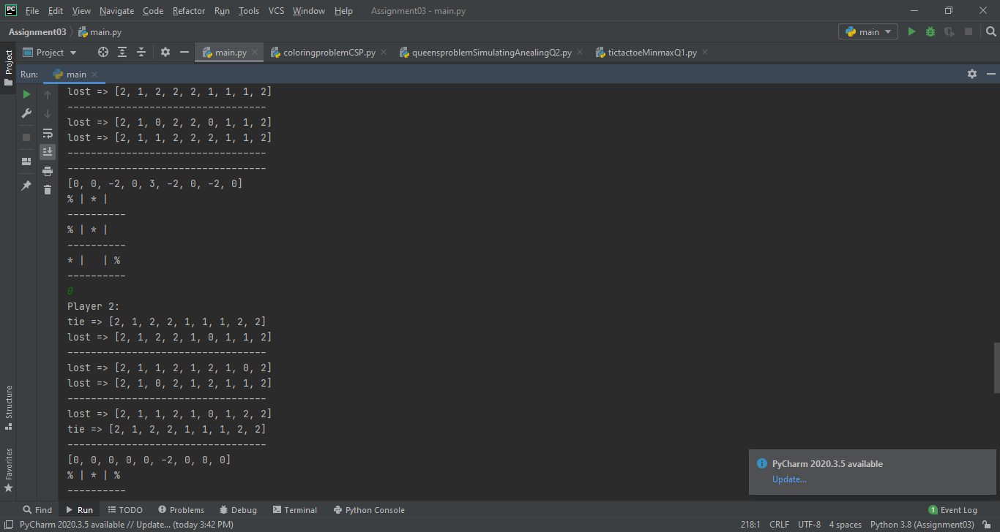 PC File Edit View Navigate Code Refactor Run Tools VCS Window Help Assignment03 - main.py
Assignment03 main.py main
Project main.py coloringproblemCSP.py queensproblemSimulatingAnealingQ2.py tictactoeMinmaxQ1.py
Project
Run: main
lost => [2, 1, 2, 2, 2, 1, 1, 1, 2]
----------------------------------
lost => [2, 1, 0, 2, 2, 0, 1, 1, 2]
lost => [2, 1, 1, 2, 2, 2, 1, 1, 2]
----------------------------------
----------------------------------
[0, 0, -2, 0, 3, -2, 0, -2, 0]
% | * |
----------
% | * |
----------
* |   | %
----------
0
Player 2:
tie => [2, 1, 2, 2, 1, 1, 1, 2, 2]
lost => [2, 1, 2, 2, 1, 0, 1, 1, 2]
----------------------------------
lost => [2, 1, 1, 2, 1, 2, 1, 0, 2]
lost => [2, 1, 0, 2, 1, 2, 1, 1, 2]
----------------------------------
lost => [2, 1, 1, 2, 1, 0, 1, 2, 2]
tie => [2, 1, 2, 2, 1, 1, 1, 2, 2]
----------------------------------
[0, 0, 0, 0, 0, -2, 0, 0, 0]
% | * | %
----------
Structure
Favorites
PyCharm 2020.3.5 available
Update...
Find Run TODO Problems Debug Terminal Python Console 1 Event Log
PyCharm 2020.3.5 available // Update... (today 3:42 PM) 218:1 CRLF UTF-8 4 spaces Python 3.8 (Assignment03)